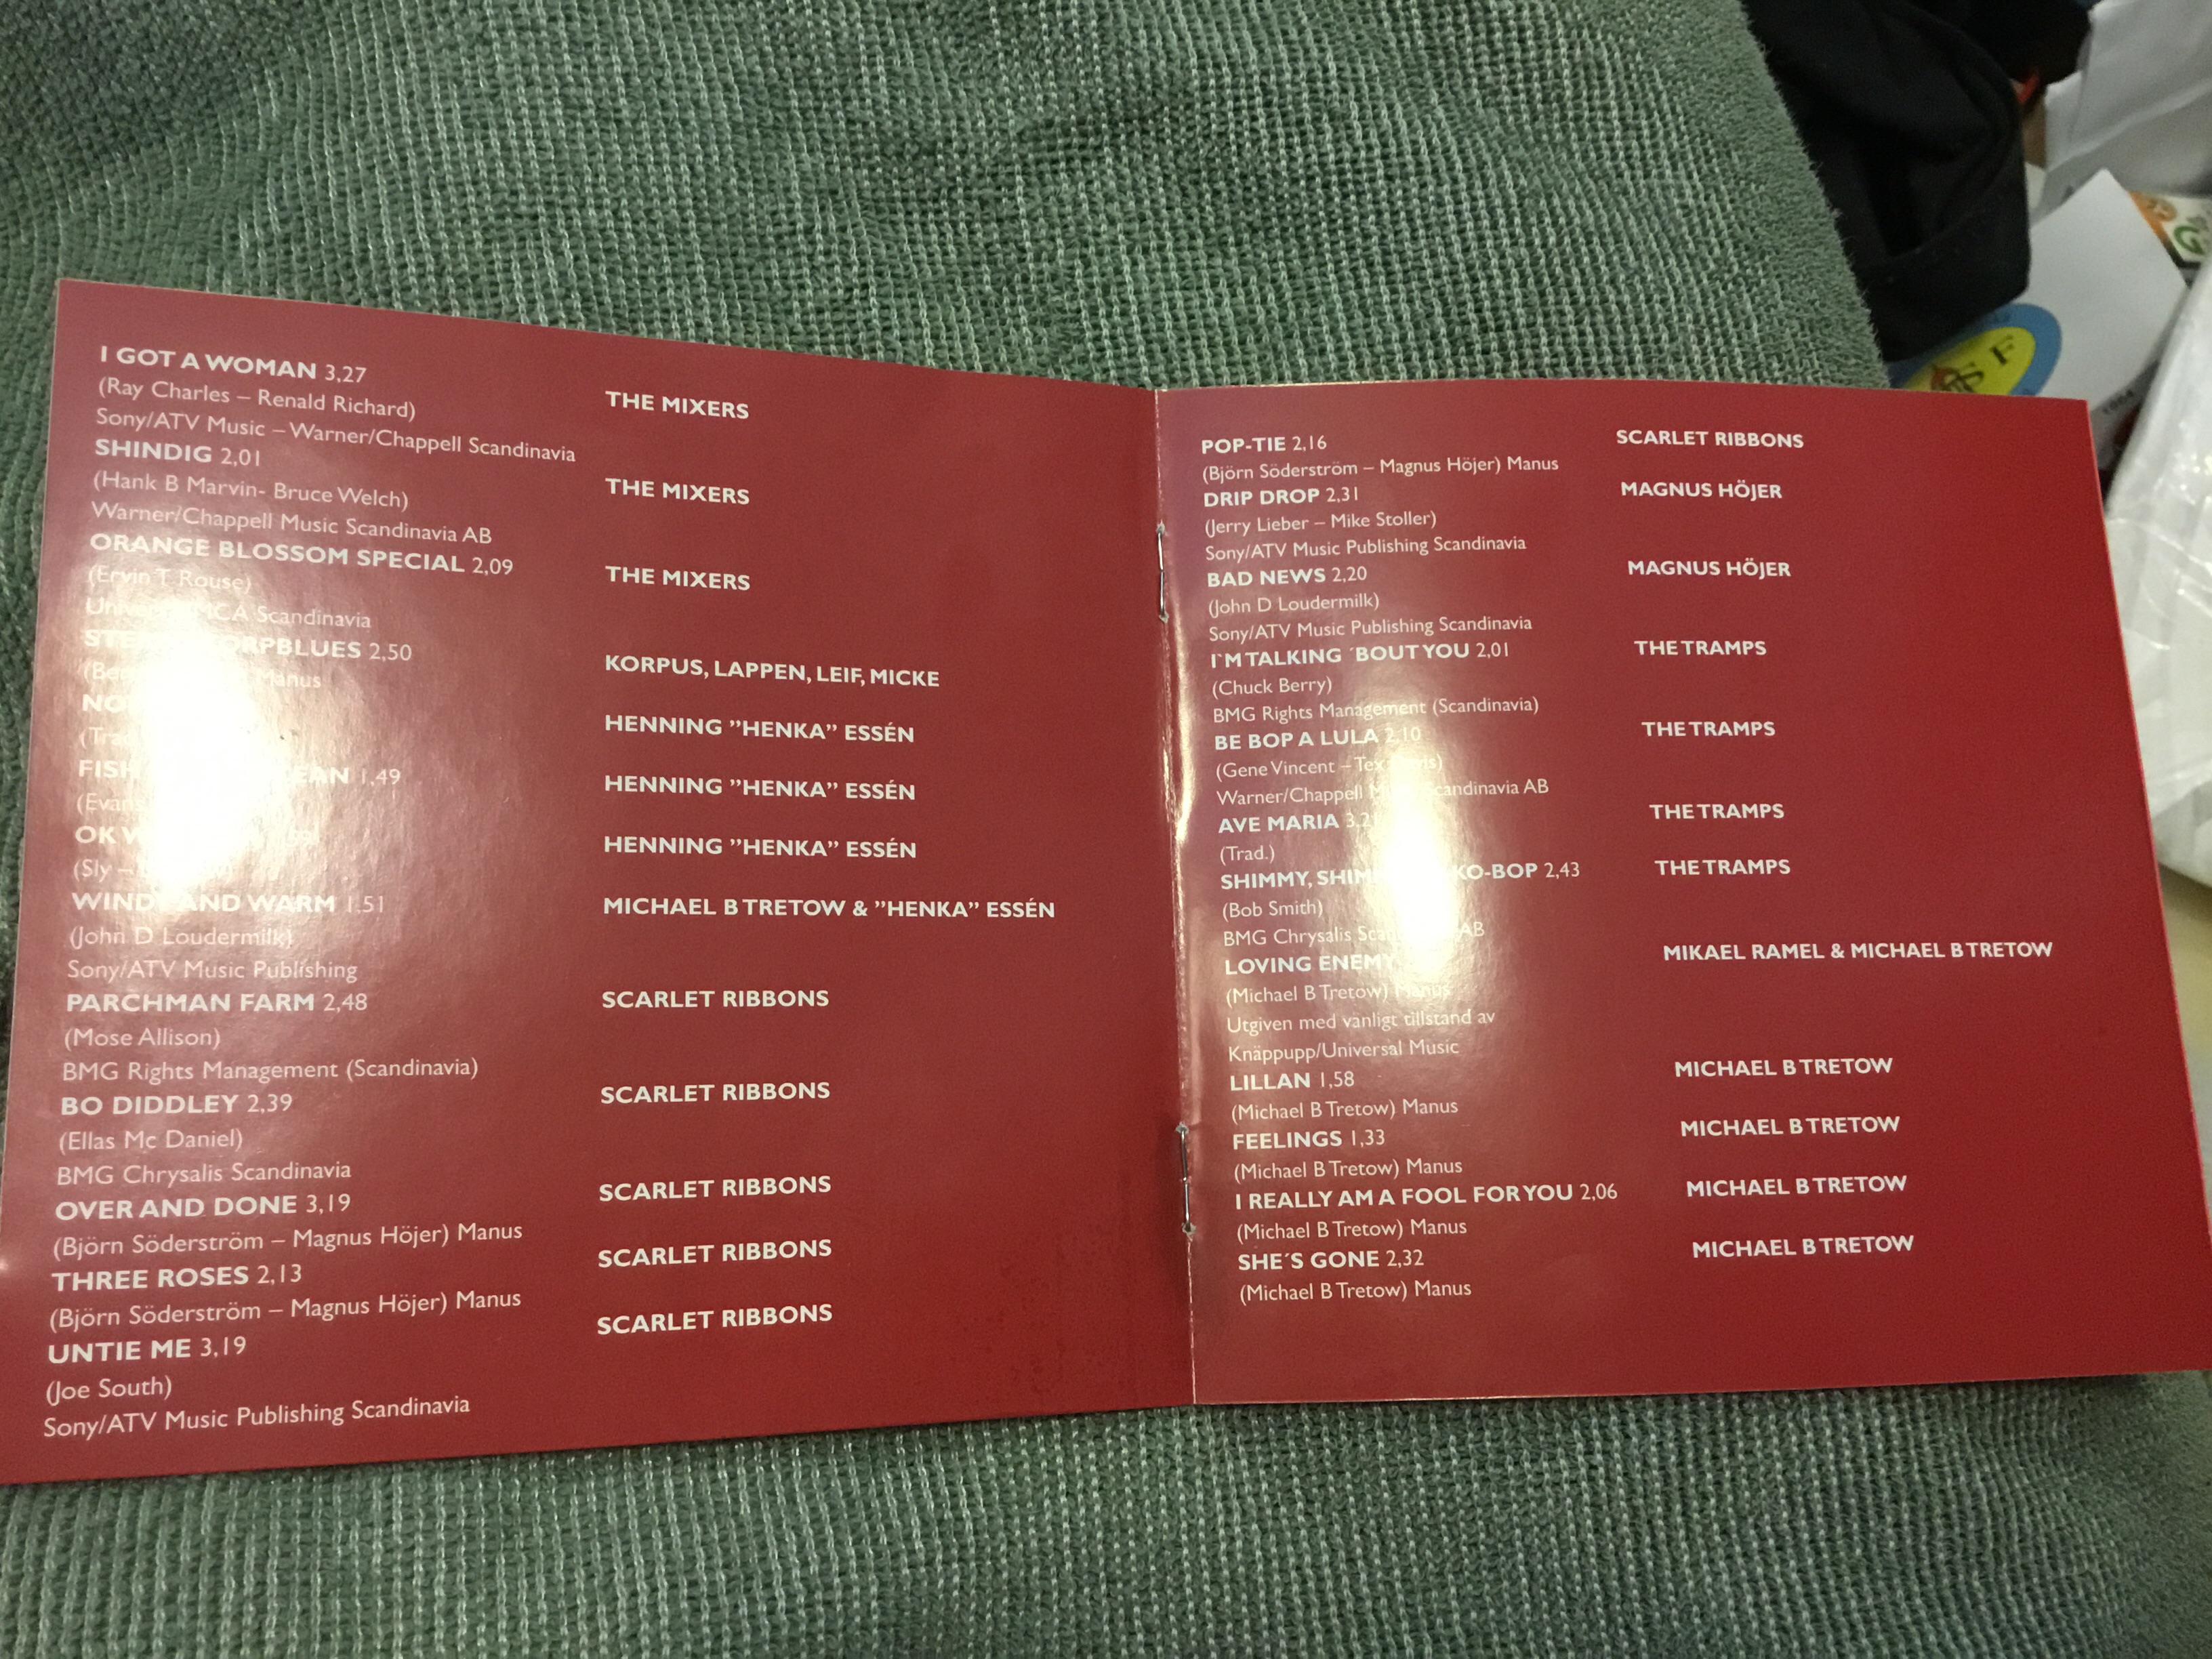 I GOT A WOMAN 3,27
(Ray Charles – Renald Richard)
Sony/ATV Music – Warner/Chappell Scandinavia
THE MIXERS
SHINDIG 2,01
(Hank B Marvin- Bruce Welch)
Warner/Chappell Music Scandinavia AB
THE MIXERS
ORANGE BLOSSOM SPECIAL 2,09
(Ervin T Rouse)
MCA Scandinavia
THE MIXERS
2,50
Manus
KORPUS, LAPPEN, LEIF, MICKE
HENNING ”HENKA” ESSÉN
1,49
HENNING ”HENKA” ESSÉN
OK
(Sly –
HENNING ”HENKA” ESSÉN
WINDY AND WARM 1.51
(John D Loudermilk)
Sony/ATV Music Publishing
MICHAEL B TRETOW & ”HENKA” ESSÉN
PARCHMAN FARM 2,48
(Mose Allison)
BMG Rights Management (Scandinavia)
SCARLET RIBBONS
BO DIDDLEY 2,39
(Ellas Mc Daniel)
BMG Chrysalis Scandinavia
SCARLET RIBBONS
OVER AND DONE 3,19
(Björn Söderström – Magnus Höjer) Manus
SCARLET RIBBONS
THREE ROSES 2,13
(Björn Söderström – Magnus Höjer) Manus
SCARLET RIBBONS
UNTIE ME 3,19
(Joe South)
Sony/ATV Music Publishing Scandinavia
SCARLET RIBBONS
POP-TIE 2,16
(Björn Söderström – Magnus Höjer) Manus
SCARLET RIBBONS
DRIP DROP 2,31
(Jerry Lieber – Mike Stoller)
Sony/ATV Music Publishing Scandinavia
MAGNUS HÖJER
BAD NEWS 2,20
(John D Loudermilk)
Sony/ATV Music Publishing Scandinavia
MAGNUS HÖJER
I`M TALKING ´BOUT YOU 2,01
(Chuck Berry)
BMG Rights Management (Scandinavia)
THE TRAMPS
BE BOP A LULA 2,10
(Gene Vincent –
Warner/Chappell Scandinavia AB
THE TRAMPS
AVE MARIA
(Trad.)
THE TRAMPS
SHIMMY, 2,43
(Bob Smith)
BMG Chrysalis AB
THE TRAMPS
LOVING ENEMY
(Michael B Tretow) Manus
Utgiven med vänligt tillstånd av
Knäppupp/Universal Music
MIKAEL RAMEL & MICHAEL B TRETOW
LILLAN 1,58
(Michael B Tretow) Manus
MICHAEL B TRETOW
FEELINGS 1,33
(Michael B Tretow) Manus
MICHAEL B TRETOW
I REALLY AM A FOOL FOR YOU 2,06
(Michael B Tretow) Manus
MICHAEL B TRETOW
SHE´S GONE 2,32
(Michael B Tretow) Manus
MICHAEL B TRETOW